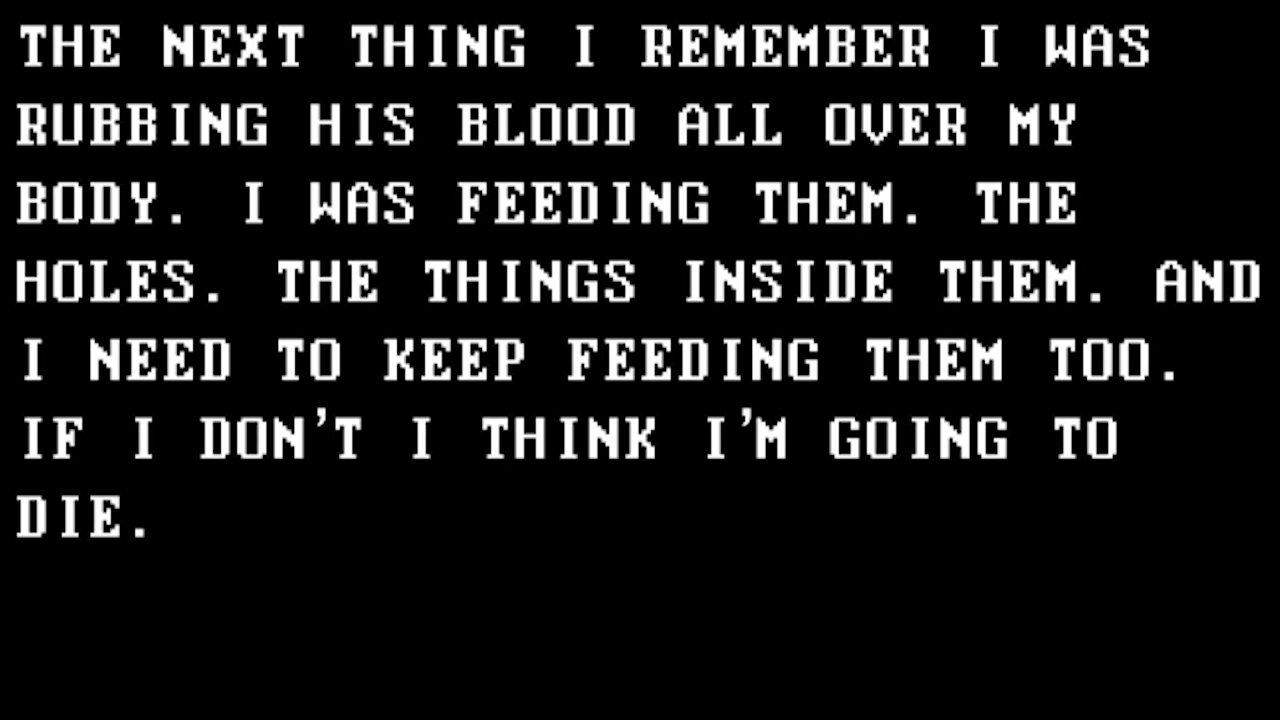 THE NEXT THING I REMEMBER I WAS
RUBBING HIS BLOOD ALL OVER MY
BODY. I WAS FEEDING THEM. THE
HOLES. THE THINGS INSIDE THEM. AND
I NEED TO KEEP FEEDING THEM TOO.
IF I DON'T I THINK I'M GOING TO
DIE.